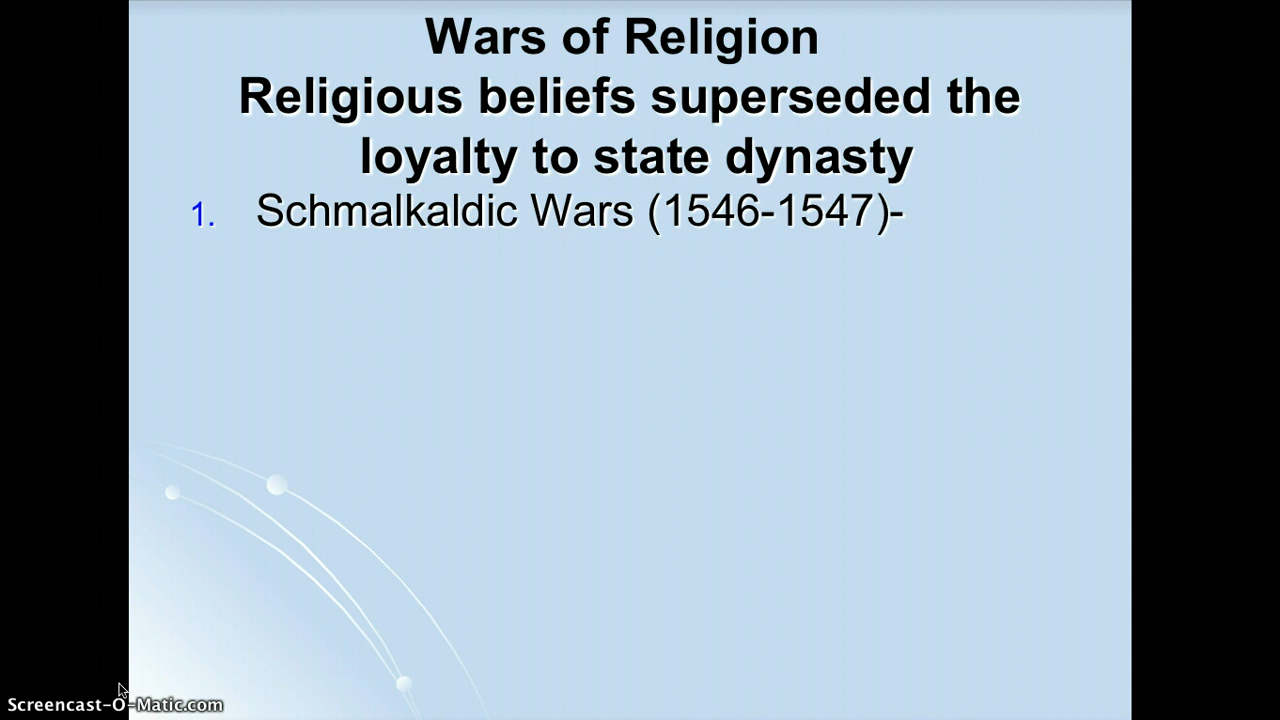 Wars of Religion
Religious beliefs superseded the
loyalty to state dynasty
1. Schmalkaldic Wars (1546-1547)-
Screencast-O-Matic.com